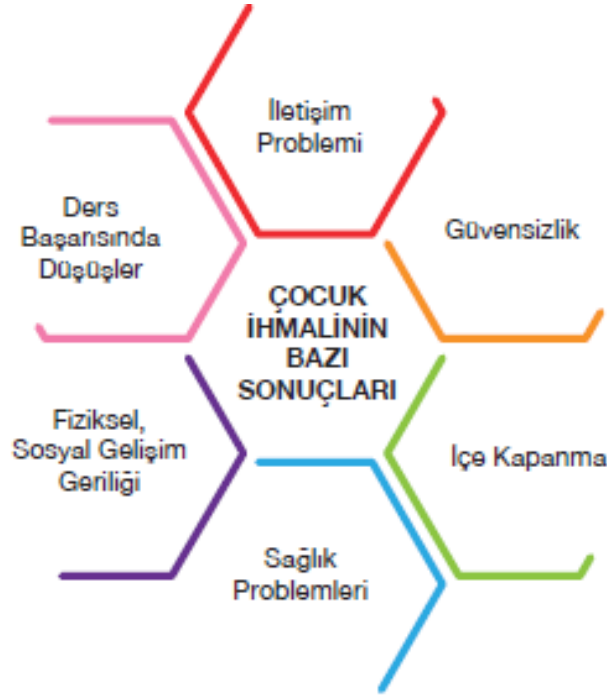 İletişim
Problemi
Ders
Başarısında
Düşüşler
Güvensizlik
ÇOCUK
İHMALİNİN
BAZI
SONUÇLARI
Fiziksel,
Sosyal Gelişim
Geriliği
İçe Kapanma
Sağlık
Problemleri